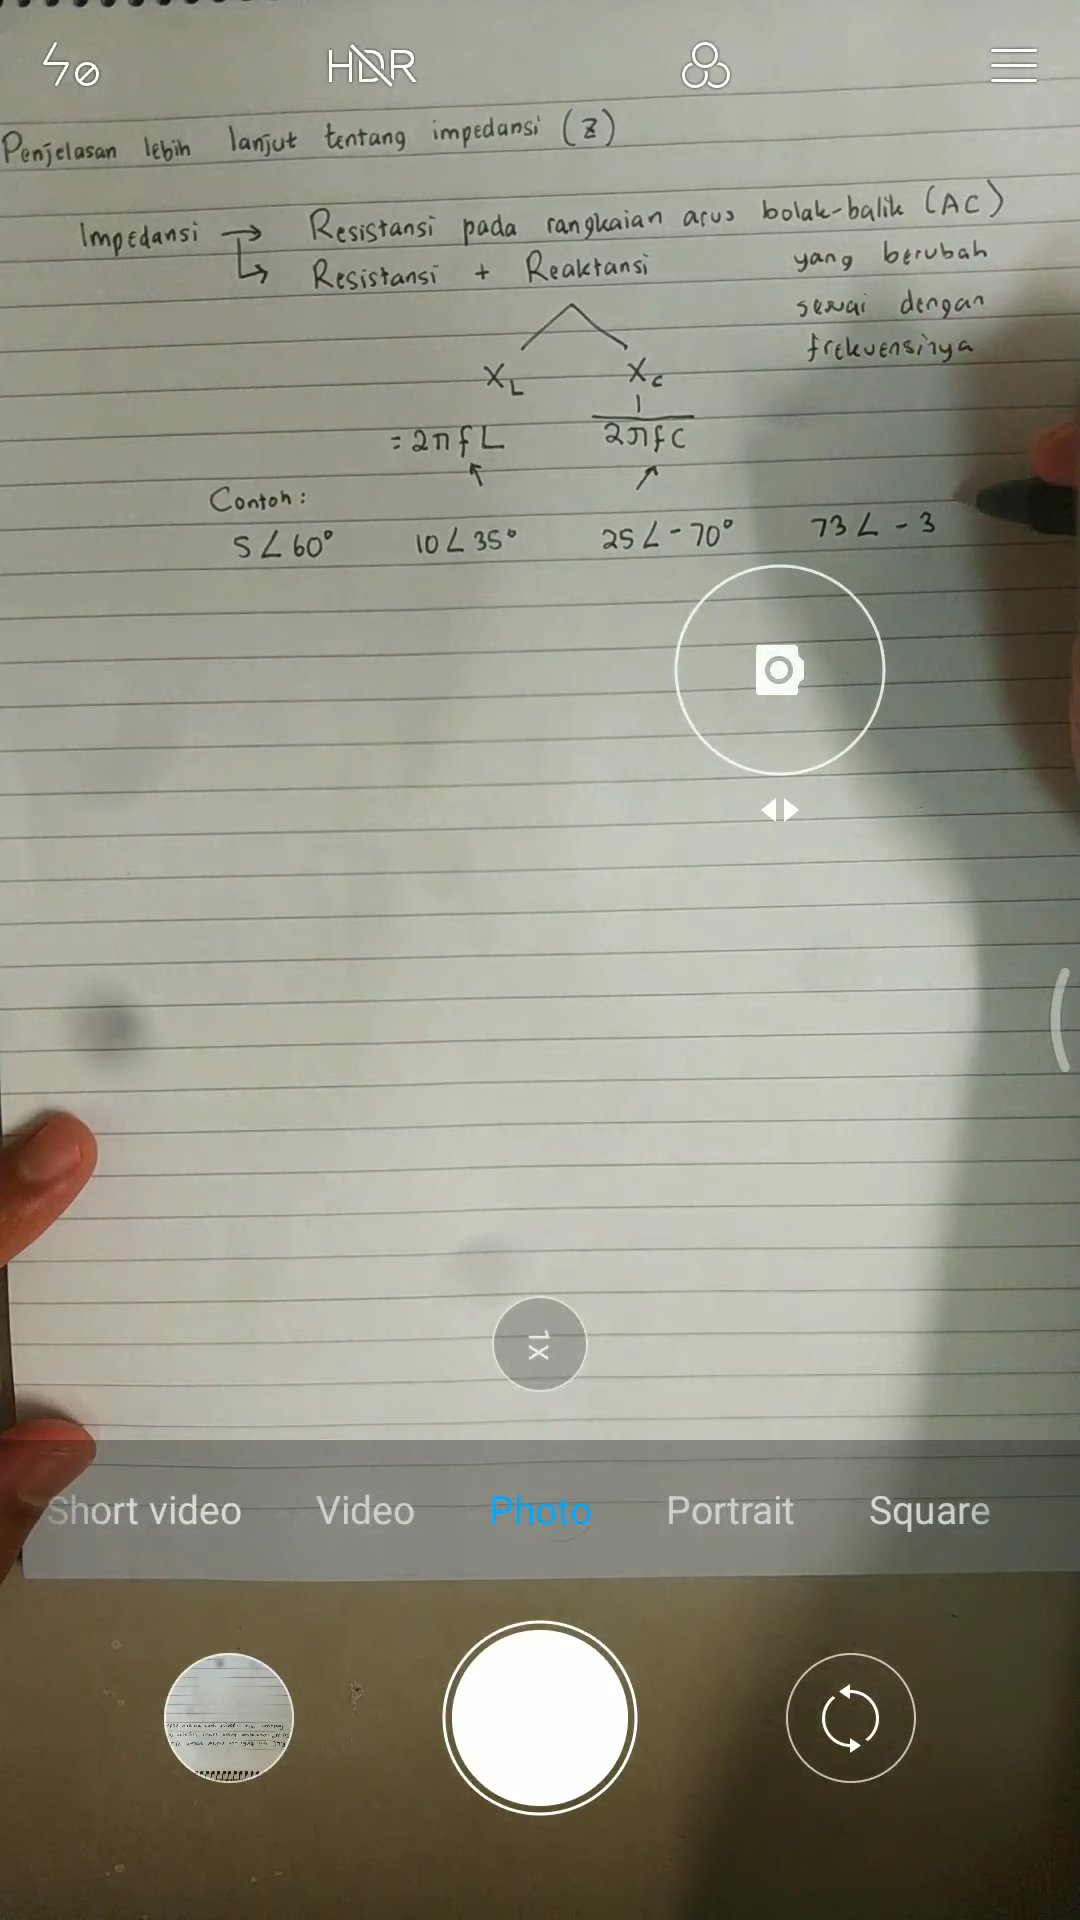 HDR
Penjelasan lebih lanjut tentang impedansi (Z)
Impedansi → Resistansi pada rangkaian arus bolak-balik (AC)
↳ Resistansi + Reaktansi
yang berubah
sesuai dengan
frekuensinya
X_L
X_C
= 2πfL
1
2πfC
Contoh:
5∠60° 10∠35° 25∠-70° 73∠-3
1X
Short video Video Photo Portrait Square